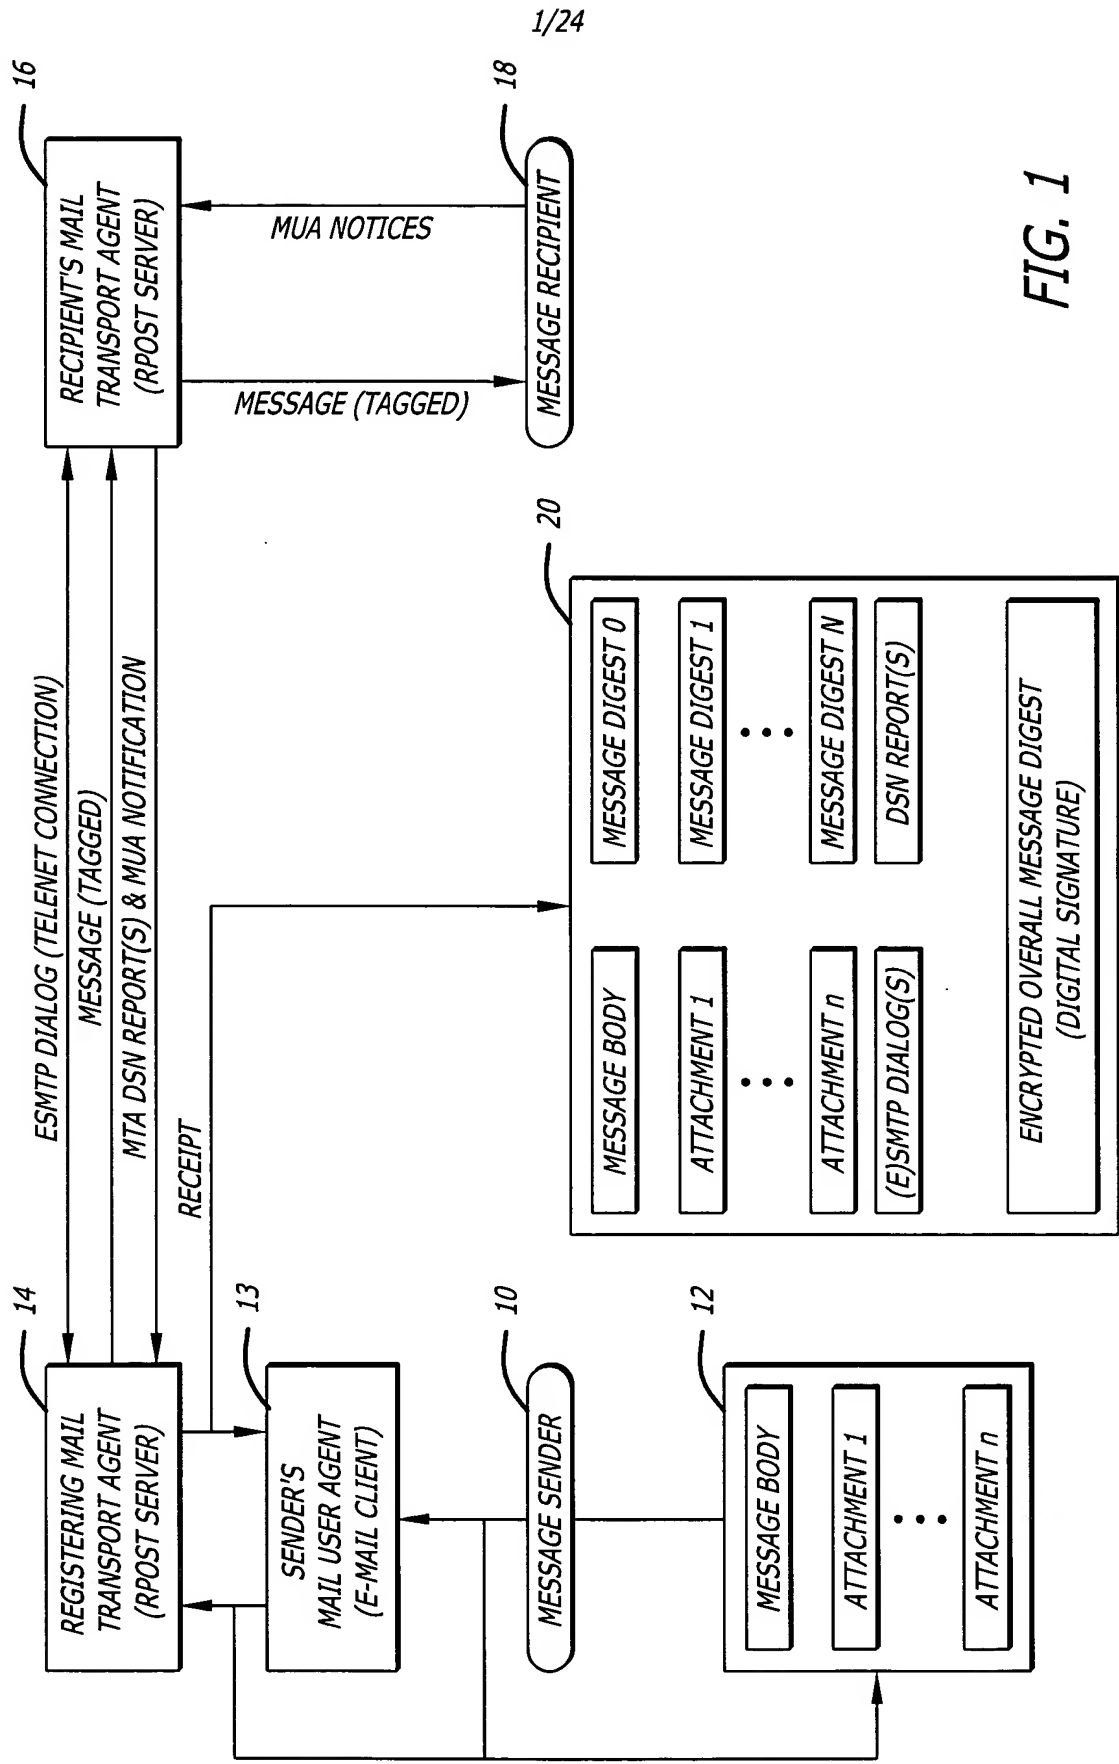 1/24
14
REGISTERING MAIL
TRANSPORT AGENT
(RPOST SERVER)
ESMTP DIALOG (TELENET CONNECTION)
MESSAGE (TAGGED)
MTA DSN REPORT(S) & MUA NOTIFICATION
16
RECIPIENT'S MAIL
TRANSPORT AGENT
(RPOST SERVER)
RECEIPT
13
SENDER'S
MAIL USER AGENT
(E-MAIL CLIENT)
MESSAGE (TAGGED)
MUA NOTICES
10
MESSAGE SENDER
18
MESSAGE RECIPIENT
12
MESSAGE BODY
ATTACHMENT 1
ATTACHMENT n
20
MESSAGE BODY
MESSAGE DIGEST 0
ATTACHMENT 1
MESSAGE DIGEST 1
ATTACHMENT n
MESSAGE DIGEST N
(E)SMTP DIALOG(S)
DSN REPORT(S)
ENCRYPTED OVERALL MESSAGE DIGEST
(DIGITAL SIGNATURE)
FIG. 1